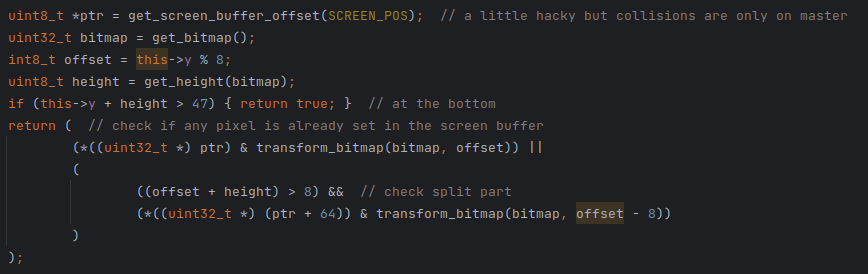 uint8_t *ptr = get_screen_buffer_offset(SCREEN_POS);  // a little hacky but collisions are only on master
uint32_t bitmap = get_bitmap();
int8_t offset = this->y % 8;
uint8_t height = get_height(bitmap);
if (this->y + height > 47) { return true; }  // at the bottom
return (  // check if any pixel is already set in the screen buffer
        (*((uint32_t *) ptr) & transform_bitmap(bitmap, offset)) ||
        (
                ((offset + height) > 8) &&  // check split part
                (*((uint32_t *) (ptr + 64)) & transform_bitmap(bitmap, offset - 8))
        )
);